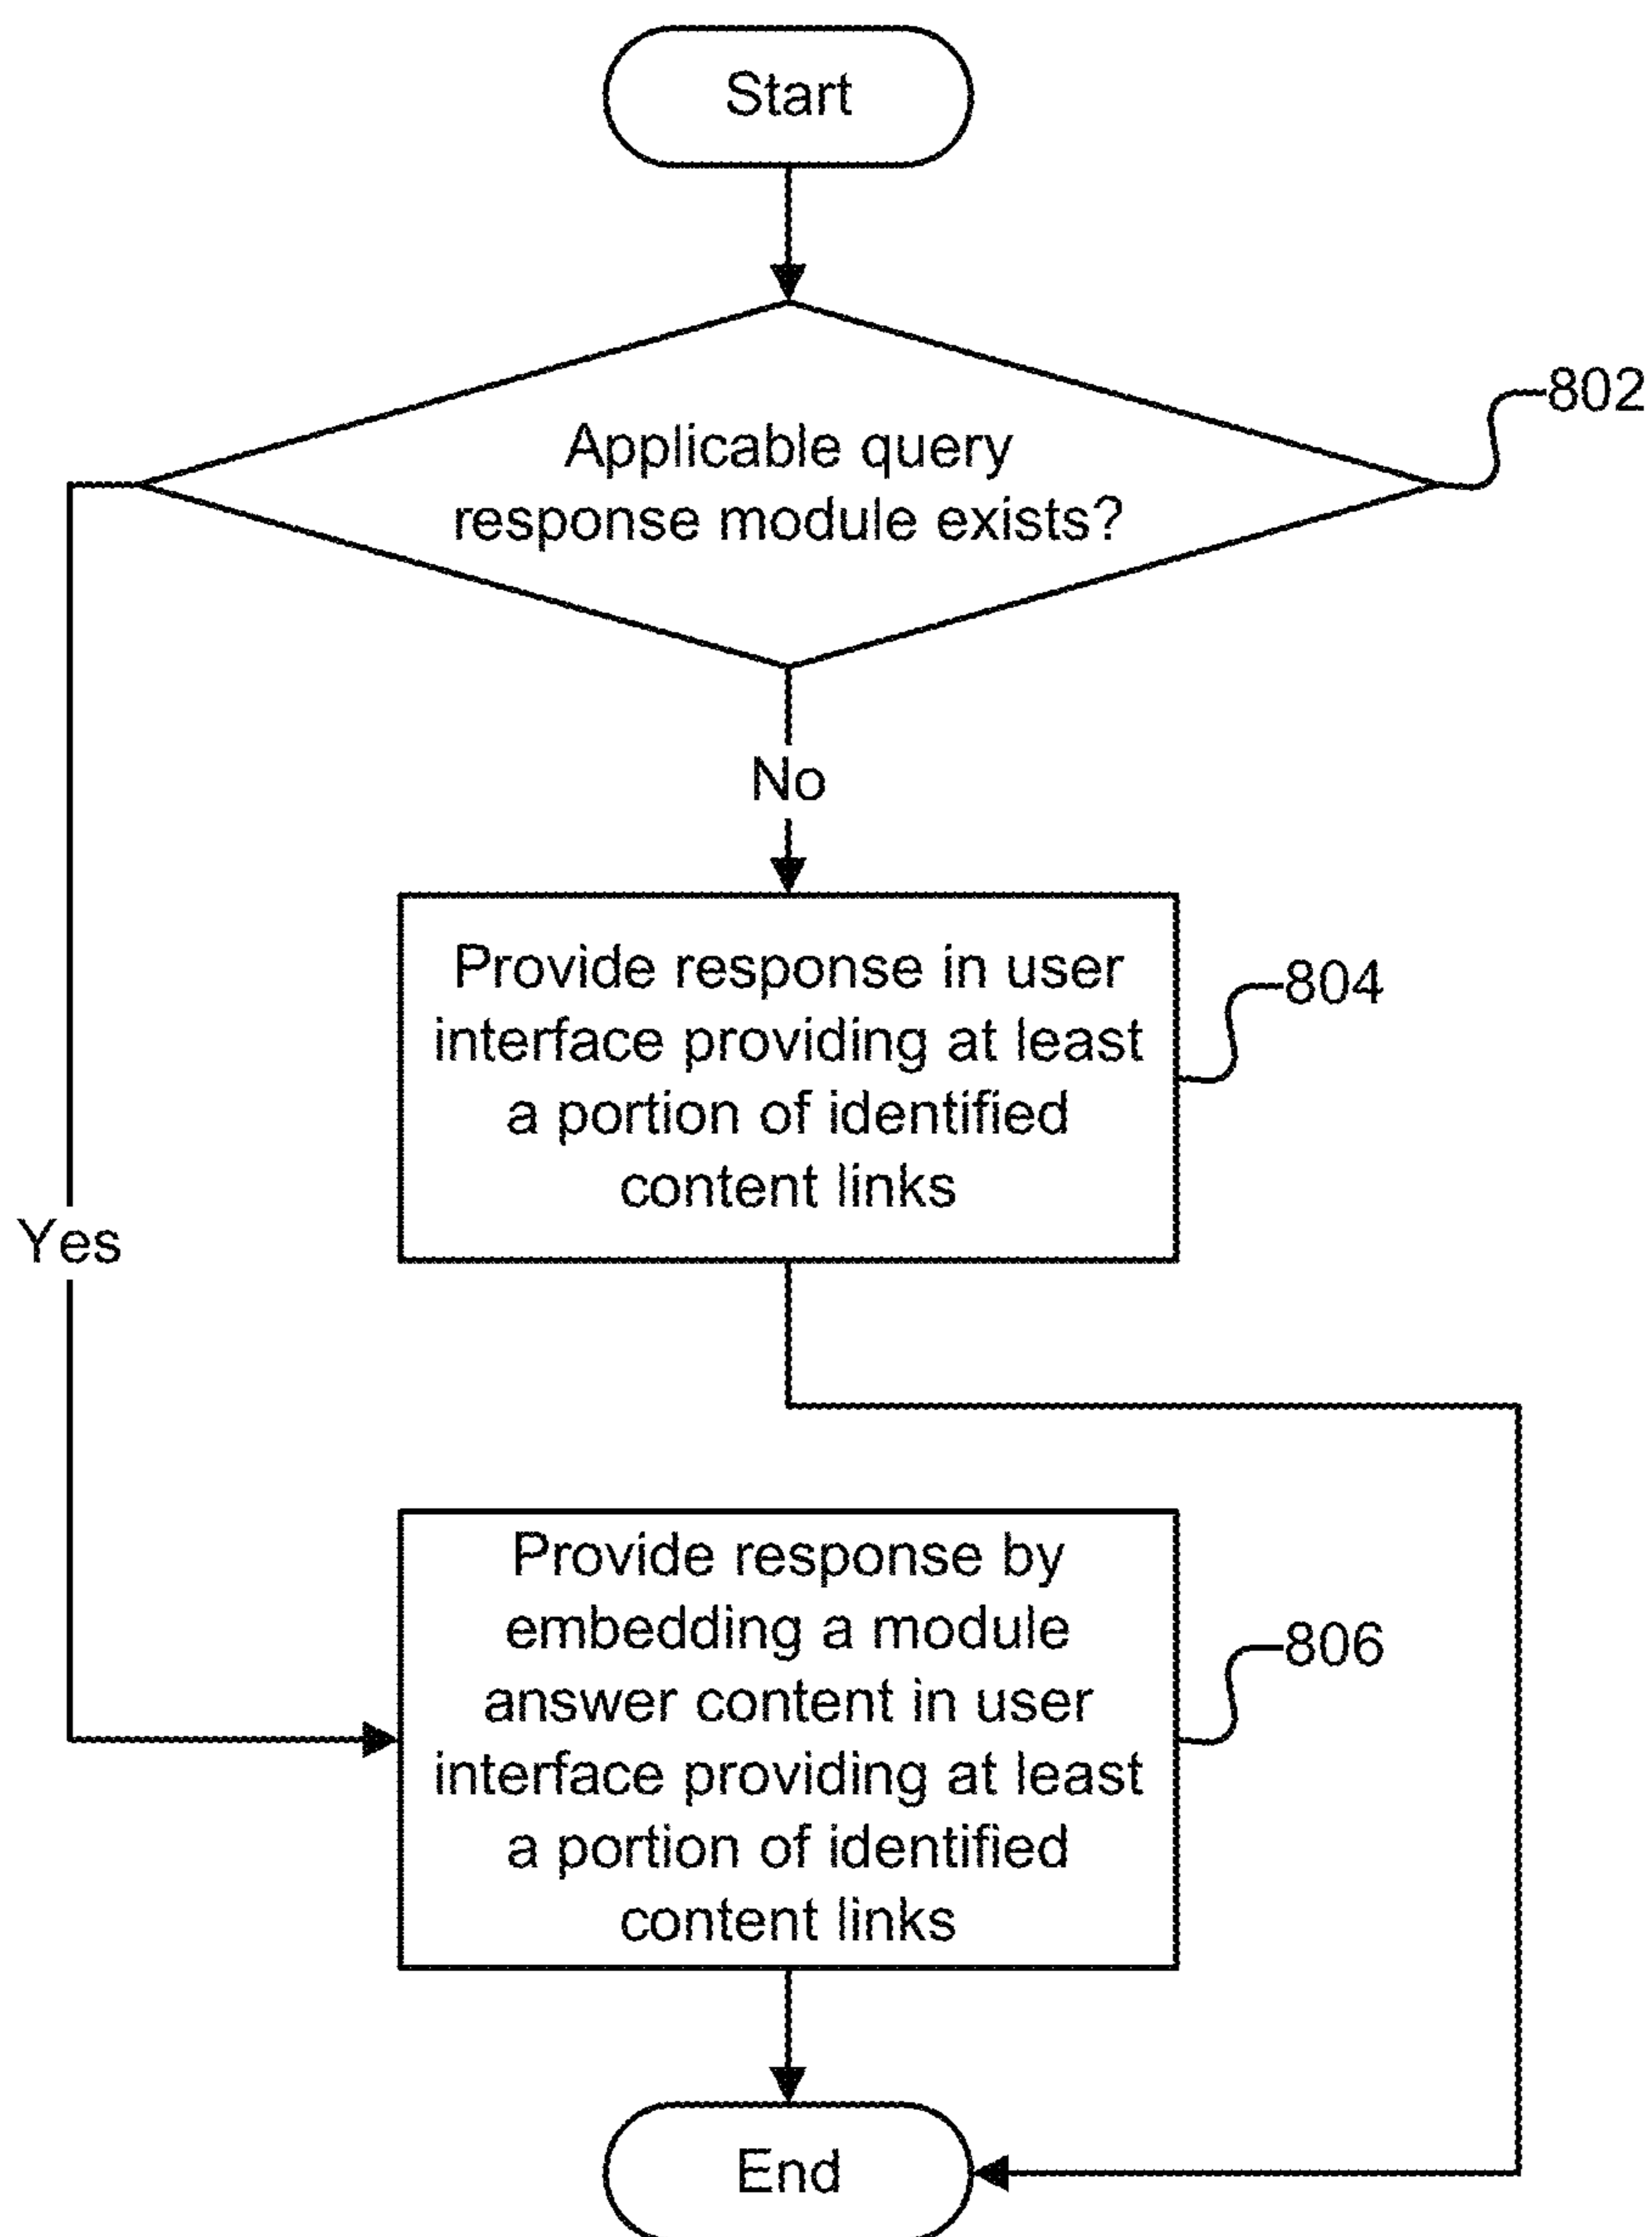 Start
Applicable query
response module exists?
802
No
Provide response in user
interface providing at least
a portion of identified
content links
804
Yes
Provide response by
embedding a module
answer content in user
interface providing at least
a portion of identified
content links
806
End